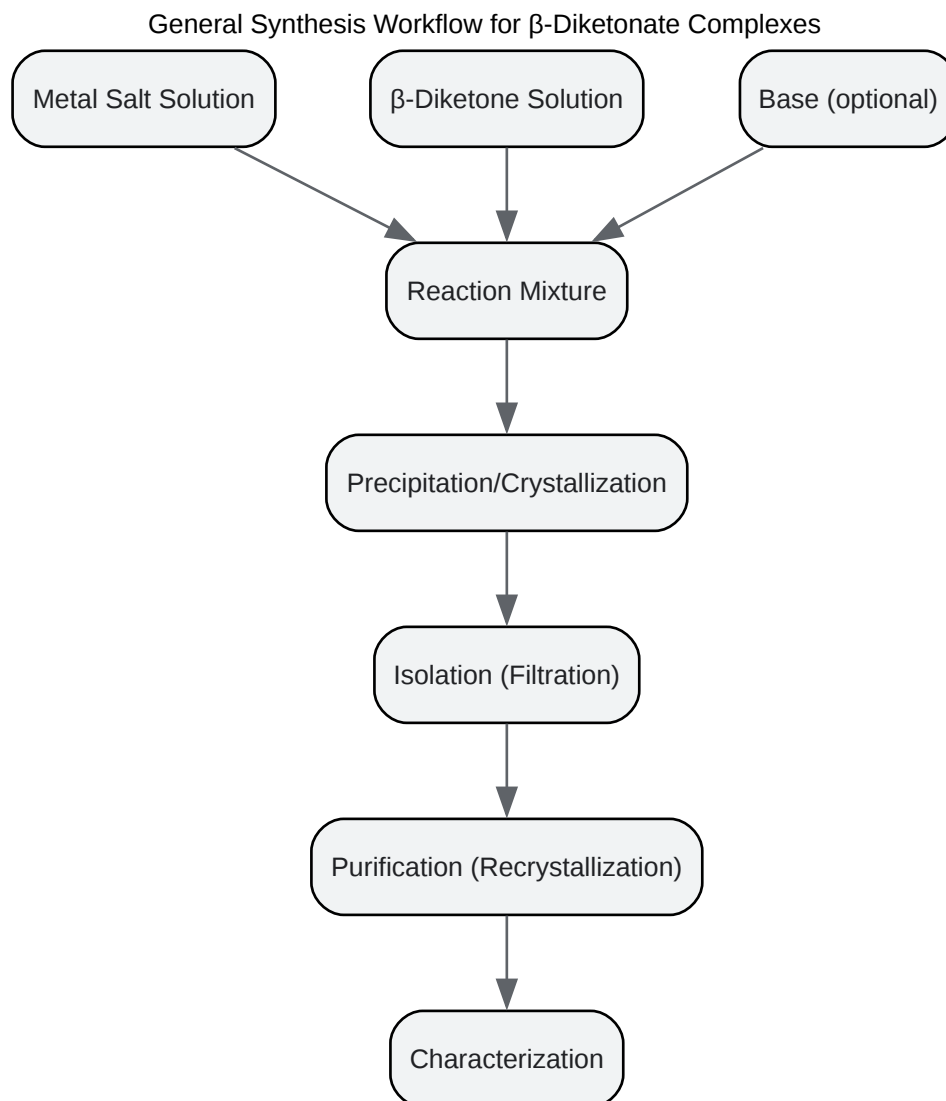 General Synthesis Workflow for β-Diketonate Complexes
Metal Salt Solution
β-Diketone Solution
Base (optional)
Reaction Mixture
Precipitation/Crystallization
Isolation (Filtration)
Purification (Recrystallization)
Characterization